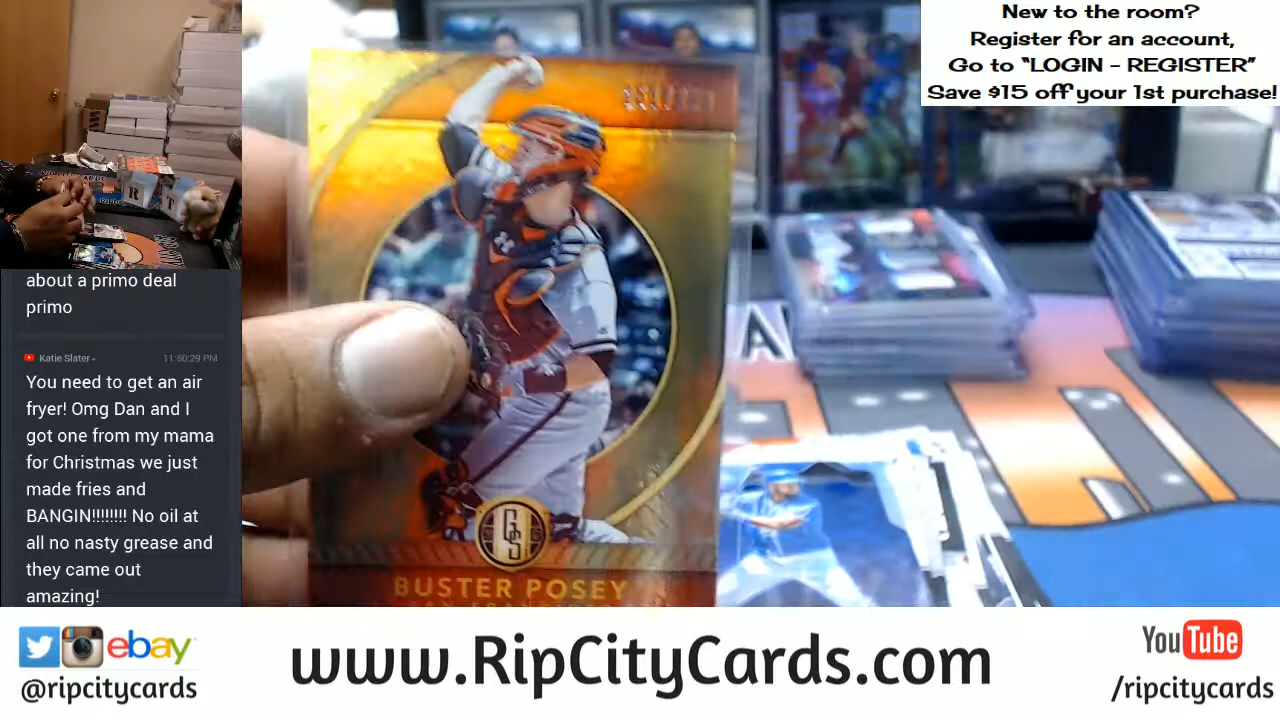 New to the room?
Register for an account,
Go to “LOGIN - REGISTER”
Save $15 off your 1st purchase!
about a primo deal
primo
Katie Slater
11:50:29 PM
You need to get an air
fryer! Omg Dan and I
got one from my mama
for Christmas we just
made fries and
BANGIN!!!!!!!! No oil at
all no nasty grease and
they came out
amazing!
R T
A
GS
BUSTER POSEY
ebay
@ripcitycards
www.RipCityCards.com
YouTube
/ripcitycards